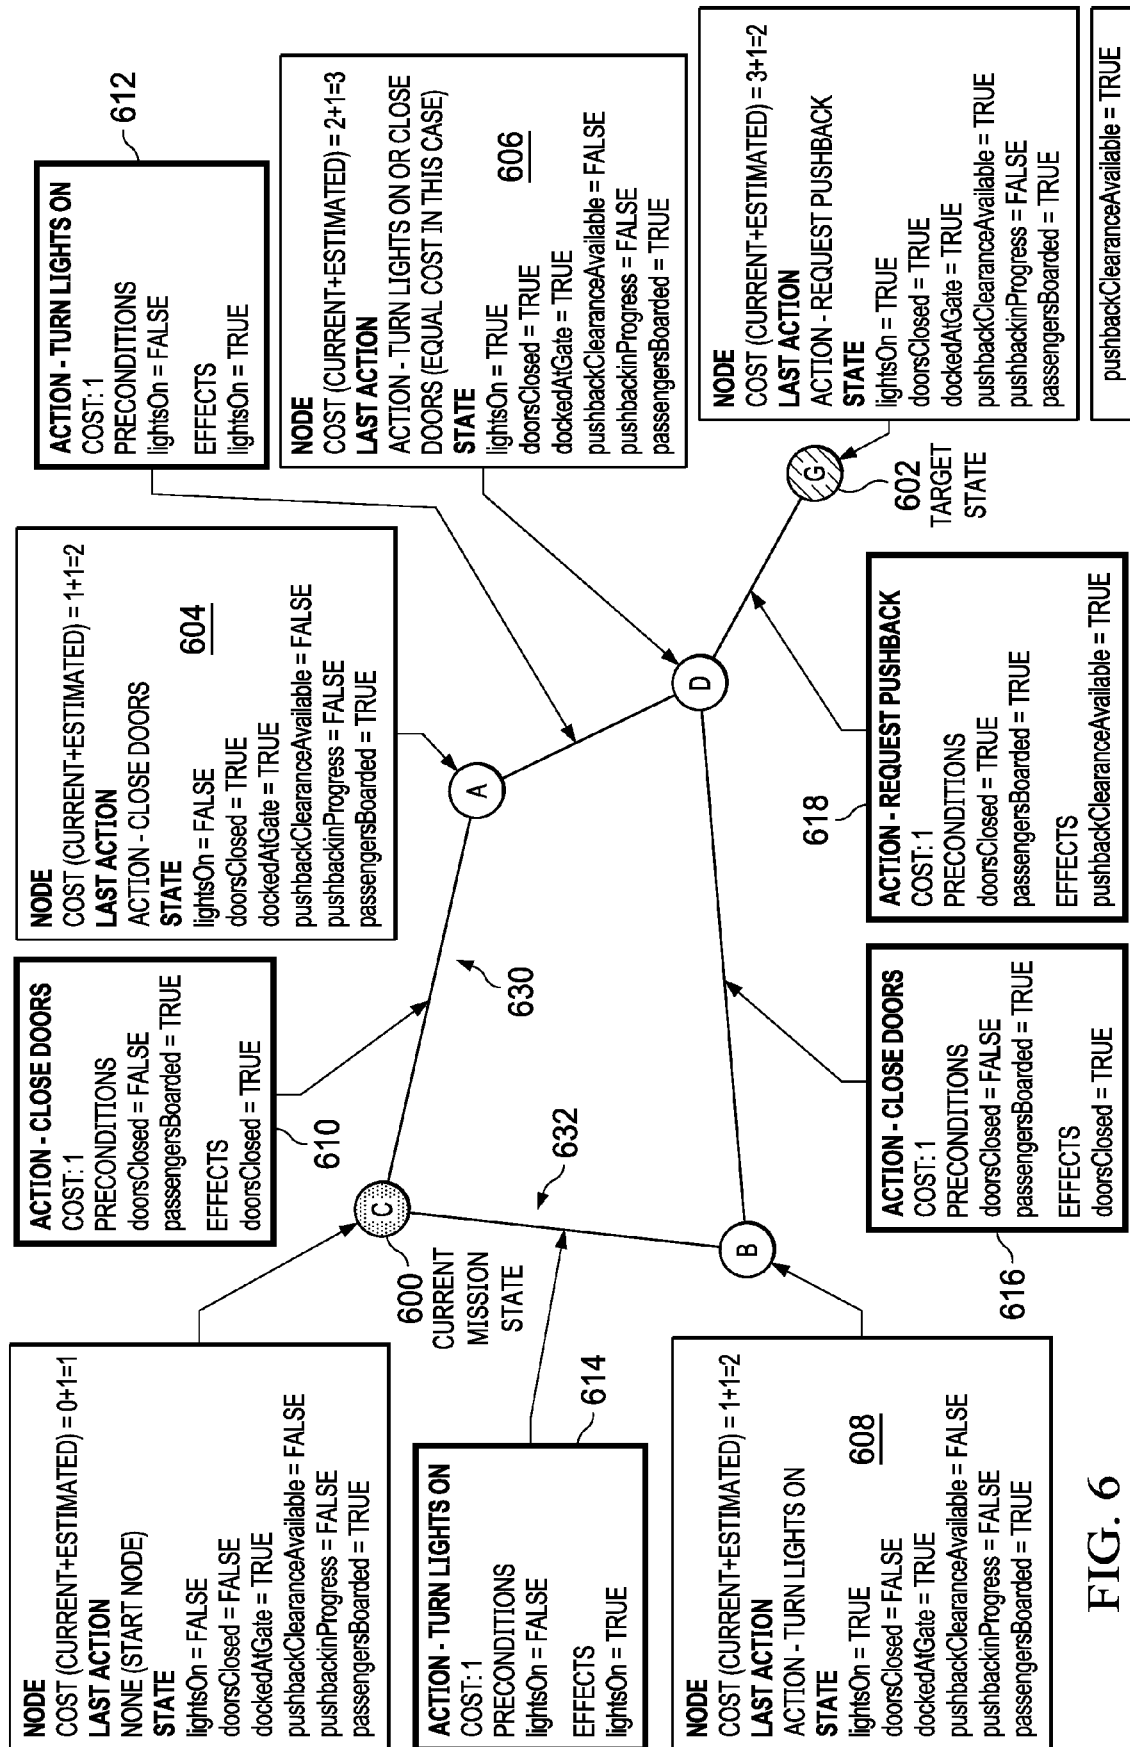 NODE
COST (CURRENT+ESTIMATED) = 0+1=1
LAST ACTION
NONE (START NODE)
STATE
lightsOn = FALSE
doorsClosed = FALSE
dockedAtGate = TRUE
pushbackClearanceAvailable = FALSE
pushbackinProgress = FALSE
passengersBoarded = TRUE
ACTION - CLOSE DOORS
COST: 1
PRECONDITIONS
doorsClosed = FALSE
passengersBoarded = TRUE
EFFECTS
doorsClosed = TRUE
610
NODE
COST (CURRENT+ESTIMATED) = 1+1=2
LAST ACTION
ACTION - CLOSE DOORS
STATE
604
lightsOn = FALSE
doorsClosed = TRUE
dockedAtGate = TRUE
pushbackClearanceAvailable = FALSE
pushbackinProgress = FALSE
passengersBoarded = TRUE
ACTION - TURN LIGHTS ON
COST: 1
PRECONDITIONS
lightsOn = FALSE
EFFECTS
lightsOn = TRUE
612
NODE
COST (CURRENT+ESTIMATED) = 2+1=3
LAST ACTION
ACTION - TURN LIGHTS ON OR CLOSE
DOORS (EQUAL COST IN THIS CASE)
STATE
606
lightsOn = TRUE
doorsClosed = TRUE
dockedAtGate = TRUE
pushbackClearanceAvailable = FALSE
pushbackinProgress = FALSE
passengersBoarded = TRUE
C
600
CURRENT
MISSION
STATE
630
632
A
B
D
G
602
TARGET
STATE
ACTION - TURN LIGHTS ON
COST: 1
PRECONDITIONS
lightsOn = FALSE
EFFECTS
lightsOn = TRUE
614
NODE
COST (CURRENT+ESTIMATED) = 1+1=2
LAST ACTION
ACTION - TURN LIGHTS ON
STATE
608
lightsOn = TRUE
doorsClosed = FALSE
dockedAtGate = TRUE
pushbackClearanceAvailable = FALSE
pushbackinProgress = FALSE
passengersBoarded = TRUE
ACTION - CLOSE DOORS
COST: 1
PRECONDITIONS
doorsClosed = FALSE
passengersBoarded = TRUE
EFFECTS
doorsClosed = TRUE
616
ACTION - REQUEST PUSHBACK
COST: 1
PRECONDITIONS
doorsClosed = TRUE
passengersBoarded = TRUE
EFFECTS
pushbackClearanceAvailable = TRUE
618
NODE
COST (CURRENT+ESTIMATED) = 3+1=2
LAST ACTION
ACTION - REQUEST PUSHBACK
STATE
lightsOn = TRUE
doorsClosed = TRUE
dockedAtGate = TRUE
pushbackClearanceAvailable = TRUE
pushbackinProgress = FALSE
passengersBoarded = TRUE
pushbackClearanceAvailable = TRUE
FIG. 6